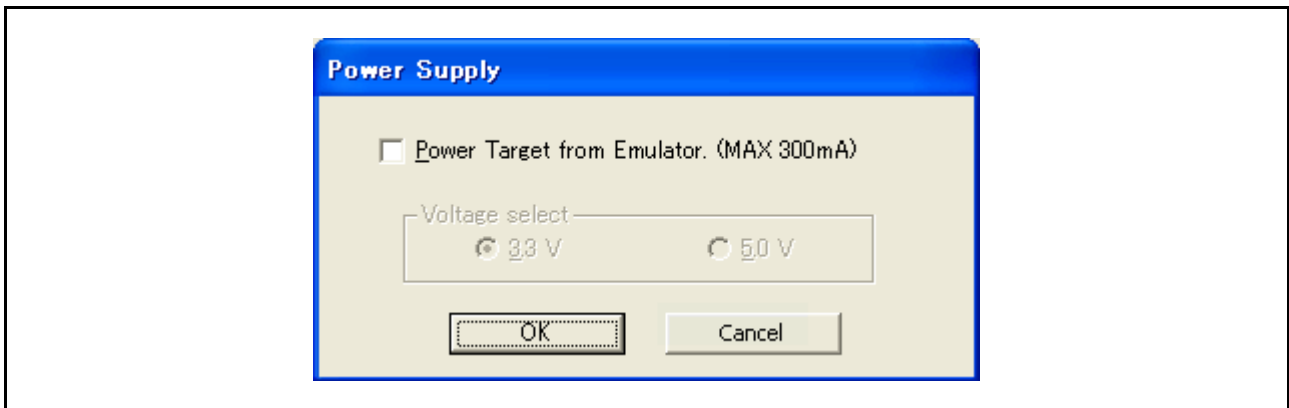 Power Supply
Power Target from Emulator. (MAX 300mA)
Voltage select
3.3 V 5.0 V
OK Cancel